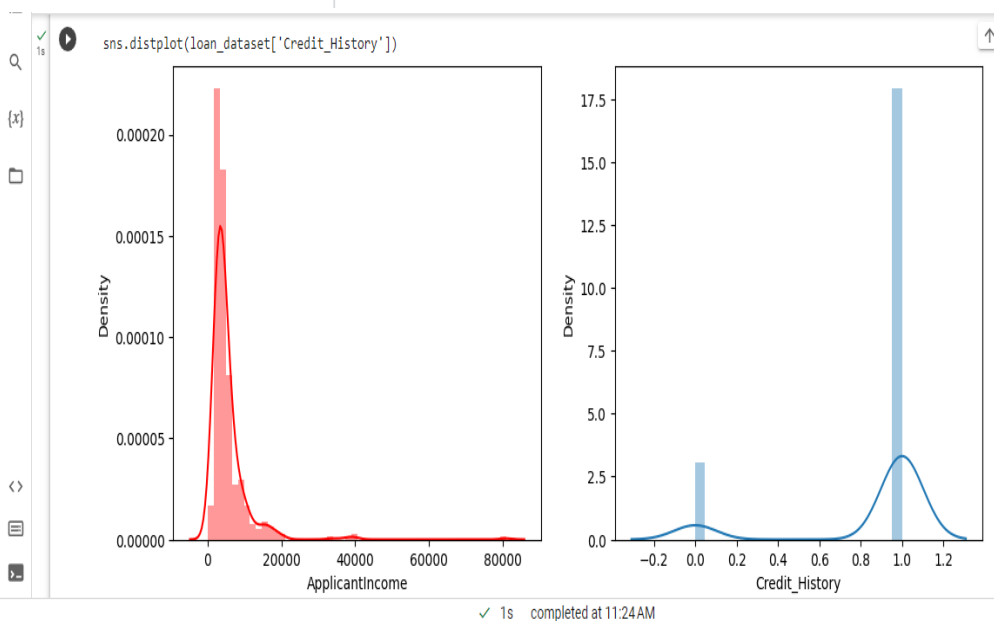 1s
sns.distplot(loan_dataset['Credit_History'])
{x}
0.00020
0.00015
0.00010
0.00005
0.00000
Density
0 20000 40000 60000 80000
ApplicantIncome
17.5
15.0
12.5
10.0
7.5
5.0
2.5
0.0
Density
−0.2 0.0 0.2 0.4 0.6 0.8 1.0 1.2
Credit_History
<>
✓ 1s completed at 11:24 AM